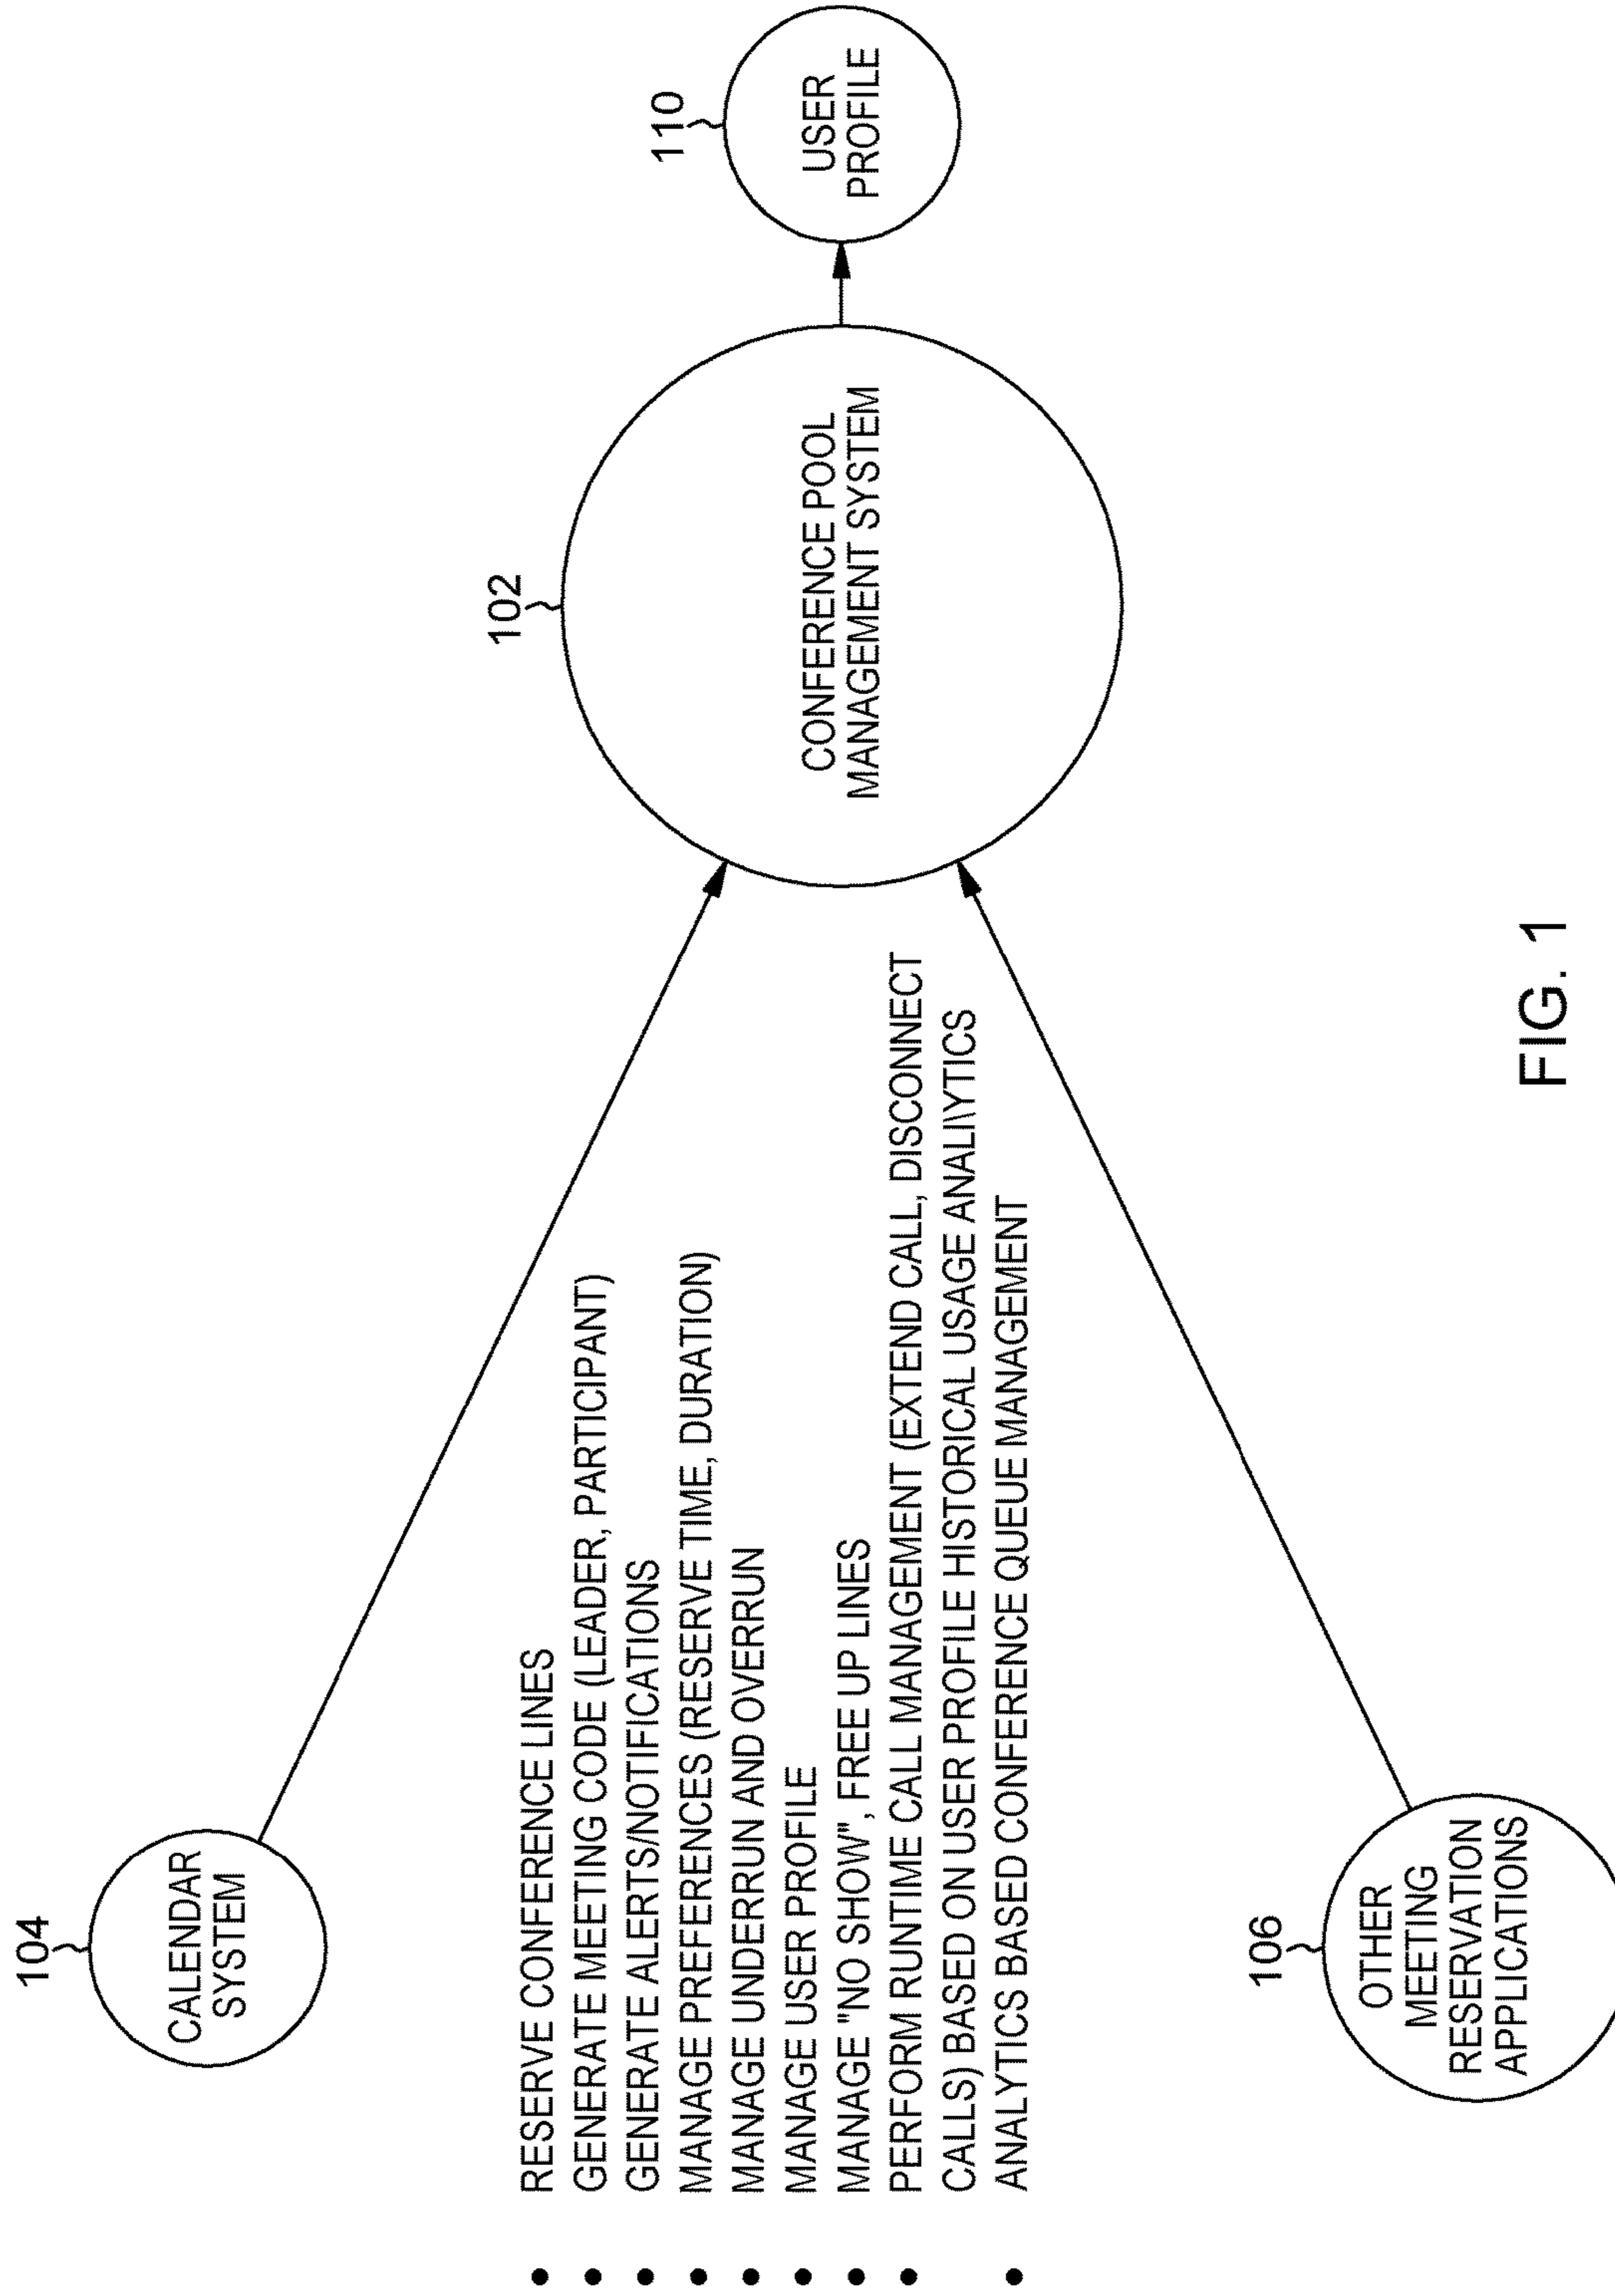 104
CALENDAR
SYSTEM
• RESERVE CONFERENCE LINES
• GENERATE MEETING CODE (LEADER, PARTICIPANT)
• GENERATE ALERTS/NOTIFICATIONS
• MANAGE PREFERENCES (RESERVE TIME, DURATION)
• MANAGE UNDERRUN AND OVERRUN
• MANAGE USER PROFILE
• MANAGE "NO SHOW", FREE UP LINES
• PERFORM RUNTIME CALL MANAGEMENT (EXTEND CALL, DISCONNECT
CALLS) BASED ON USER PROFILE HISTORICAL USAGE ANALIYTICS
• ANALYTICS BASED CONFERENCE QUEUE MANAGEMENT
102
CONFERENCE POOL
MANAGEMENT SYSTEM
110
USER
PROFILE
106
OTHER
MEETING
RESERVATION
APPLICATIONS
FIG. 1